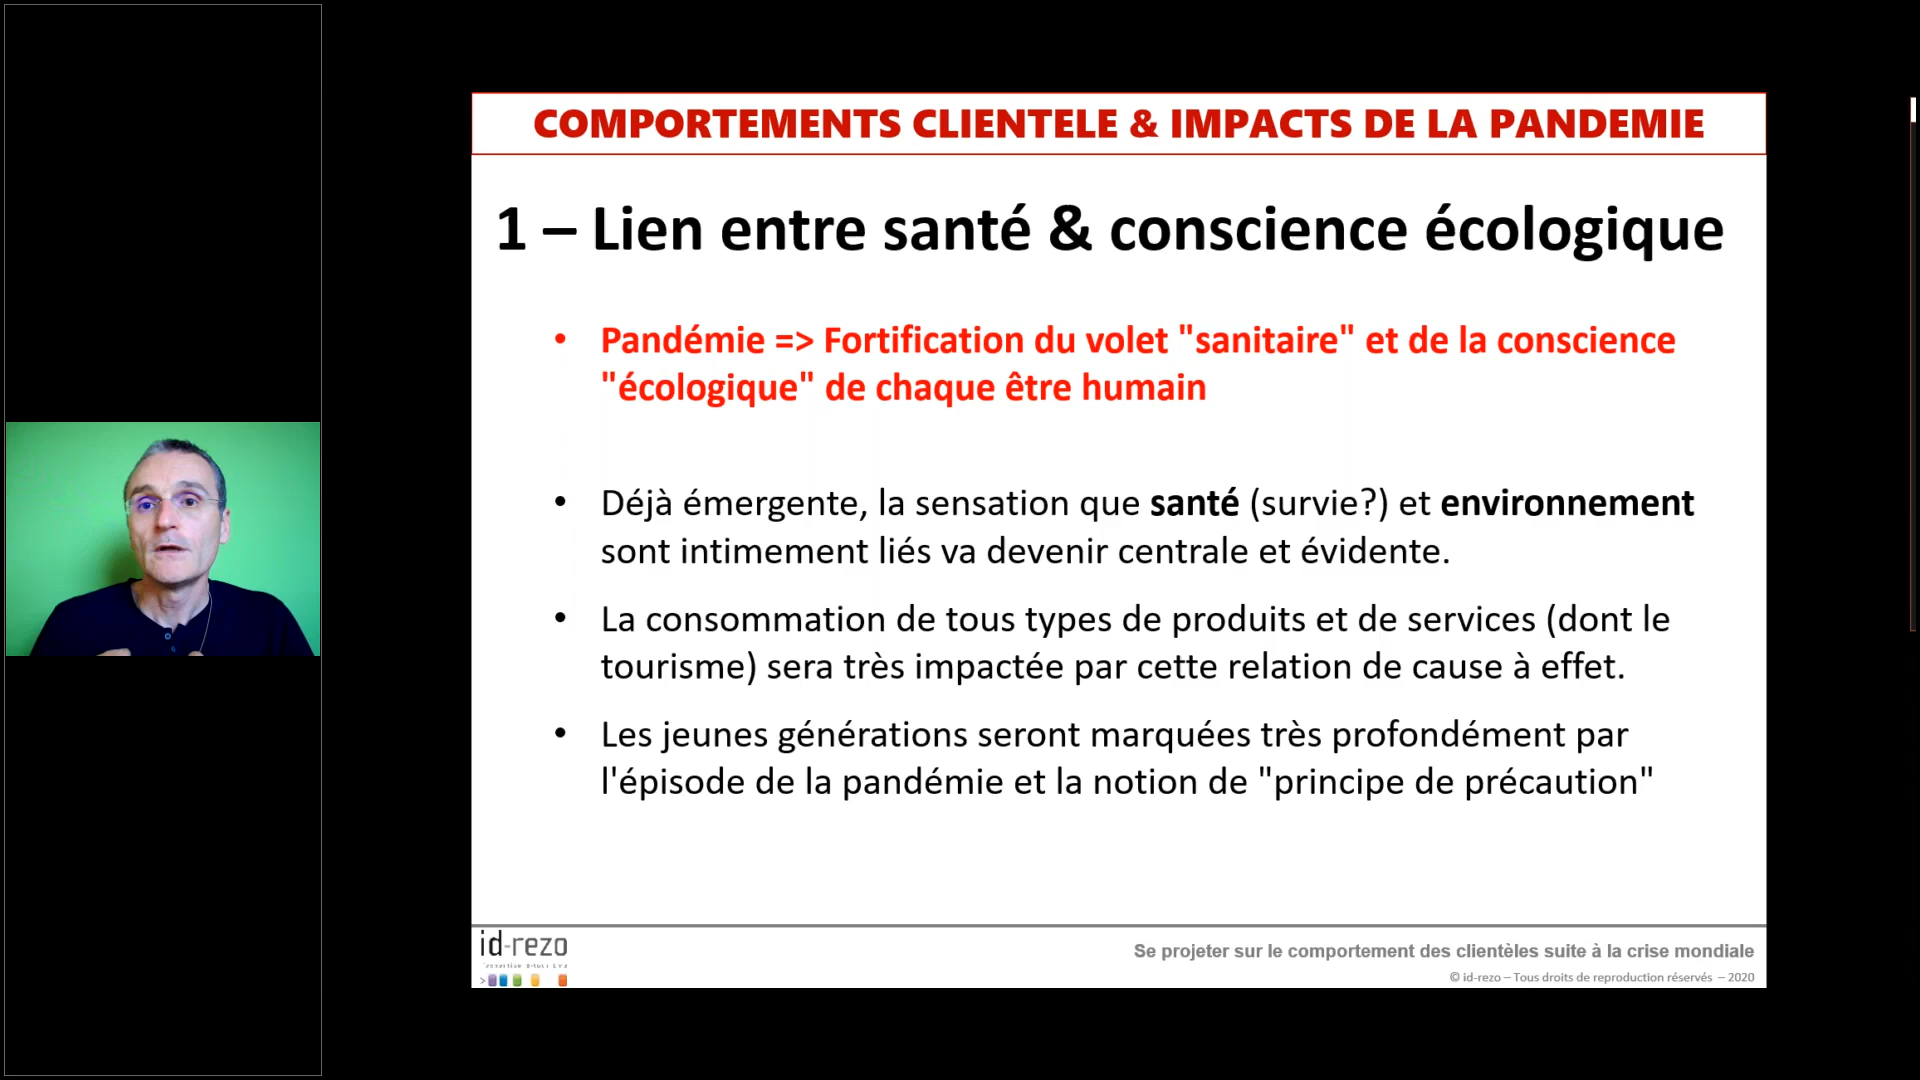 COMPORTEMENTS CLIENTELE & IMPACTS DE LA PANDEMIE
1 – Lien entre santé & conscience écologique
• Pandémie => Fortification du volet "sanitaire" et de la conscience
"écologique" de chaque être humain
• Déjà émergente, la sensation que santé (survie?) et environnement
sont intimement liés va devenir centrale et évidente.
• La consommation de tous types de produits et de services (dont le
tourisme) sera très impactée par cette relation de cause à effet.
• Les jeunes générations seront marquées très profondément par
l'épisode de la pandémie et la notion de "principe de précaution"
id-rezo
Se projeter sur le comportement des clientèles suite à la crise mondiale
© id-rezo – Tous droits de reproduction réservés – 2020